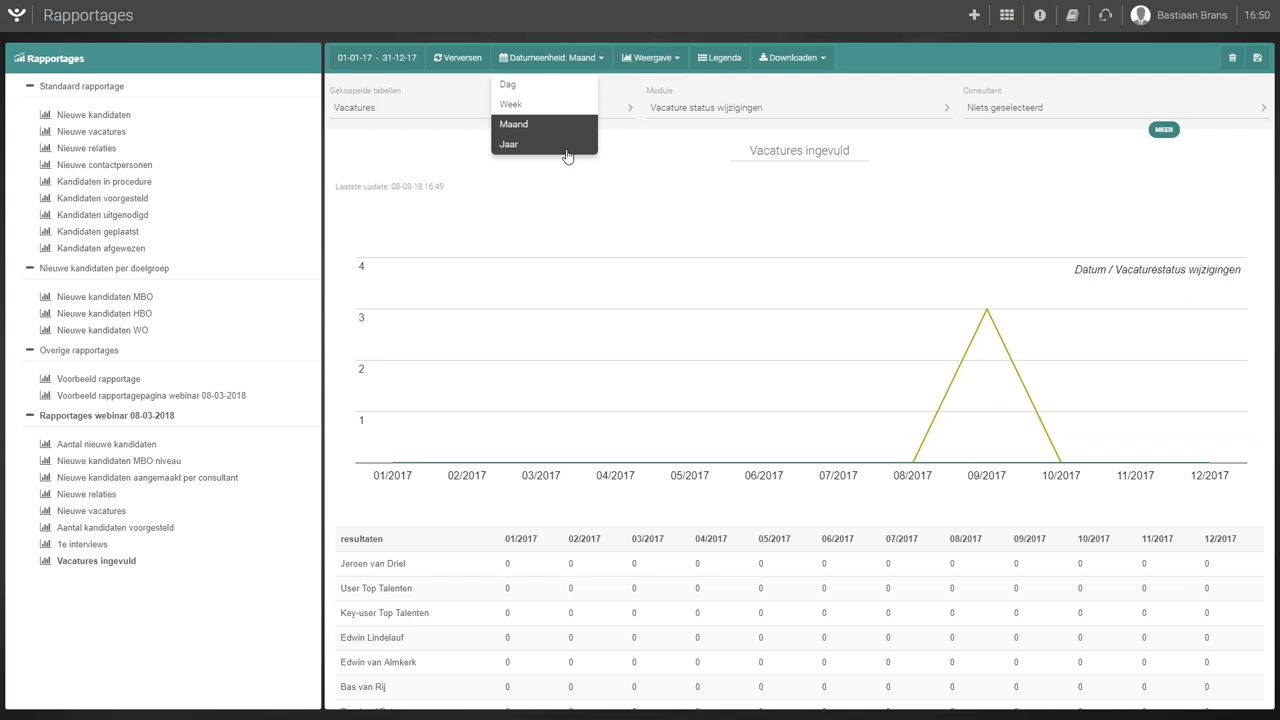 Rapportages
Bastiaan Brans
16:50
Rapportages
01-01-17 - 31-12-17
Verversen
Datumeenheid: Maand
Weergave
Legenda
Downloaden
Standaard rapportage
Nieuwe kandidaten
Nieuwe vacatures
Nieuwe relaties
Nieuwe contactpersonen
Kandidaten in procedure
Kandidaten voorgesteld
Kandidaten uitgenodigd
Kandidaten geplaatst
Kandidaten afgewezen
Nieuwe kandidaten per doelgroep
Nieuwe kandidaten MBO
Nieuwe kandidaten HBO
Nieuwe kandidaten WO
Overige rapportages
Voorbeeld rapportage
Voorbeeld rapportagepagina webinar 08-03-2018
Rapportages webinar 08-03-2018
Aantal nieuwe kandidaten
Nieuwe kandidaten MBO niveau
Nieuwe kandidaten aangemaakt per consultant
Nieuwe relaties
Nieuwe vacatures
Aantal kandidaten voorgesteld
1e interviews
Vacatures ingevuld
Dag
Week
Maand
Jaar
Gekoppelde tabellen
Vacatures
Module
Vacature status wijzigingen
Consultant
Niets geselecteerd
MEER
Vacatures ingevuld
Laatste update: 08-03-18 16:49
Datum / Vacaturestatus wijzigingen
4
3
2
1
01/2017 02/2017 03/2017 04/2017 05/2017 06/2017 07/2017 08/2017 09/2017 10/2017 11/2017 12/2017
resultaten 01/2017 02/2017 03/2017 04/2017 05/2017 06/2017 07/2017 08/2017 09/2017 10/2017 11/2017 12/2017
Jeroen van Driel 0 0 0 0 0 0 0 0 0 0 0 0
User Top Talenten 0 0 0 0 0 0 0 0 0 0 0 0
Key-user Top Talenten 0 0 0 0 0 0 0 0 0 0 0 0
Edwin Lindelauf 0 0 0 0 0 0 0 0 0 0 0 0
Edwin van Almkerk 0 0 0 0 0 0 0 0 0 0 0 0
Bas van Rij 0 0 0 0 0 0 0 0 0 0 0 0